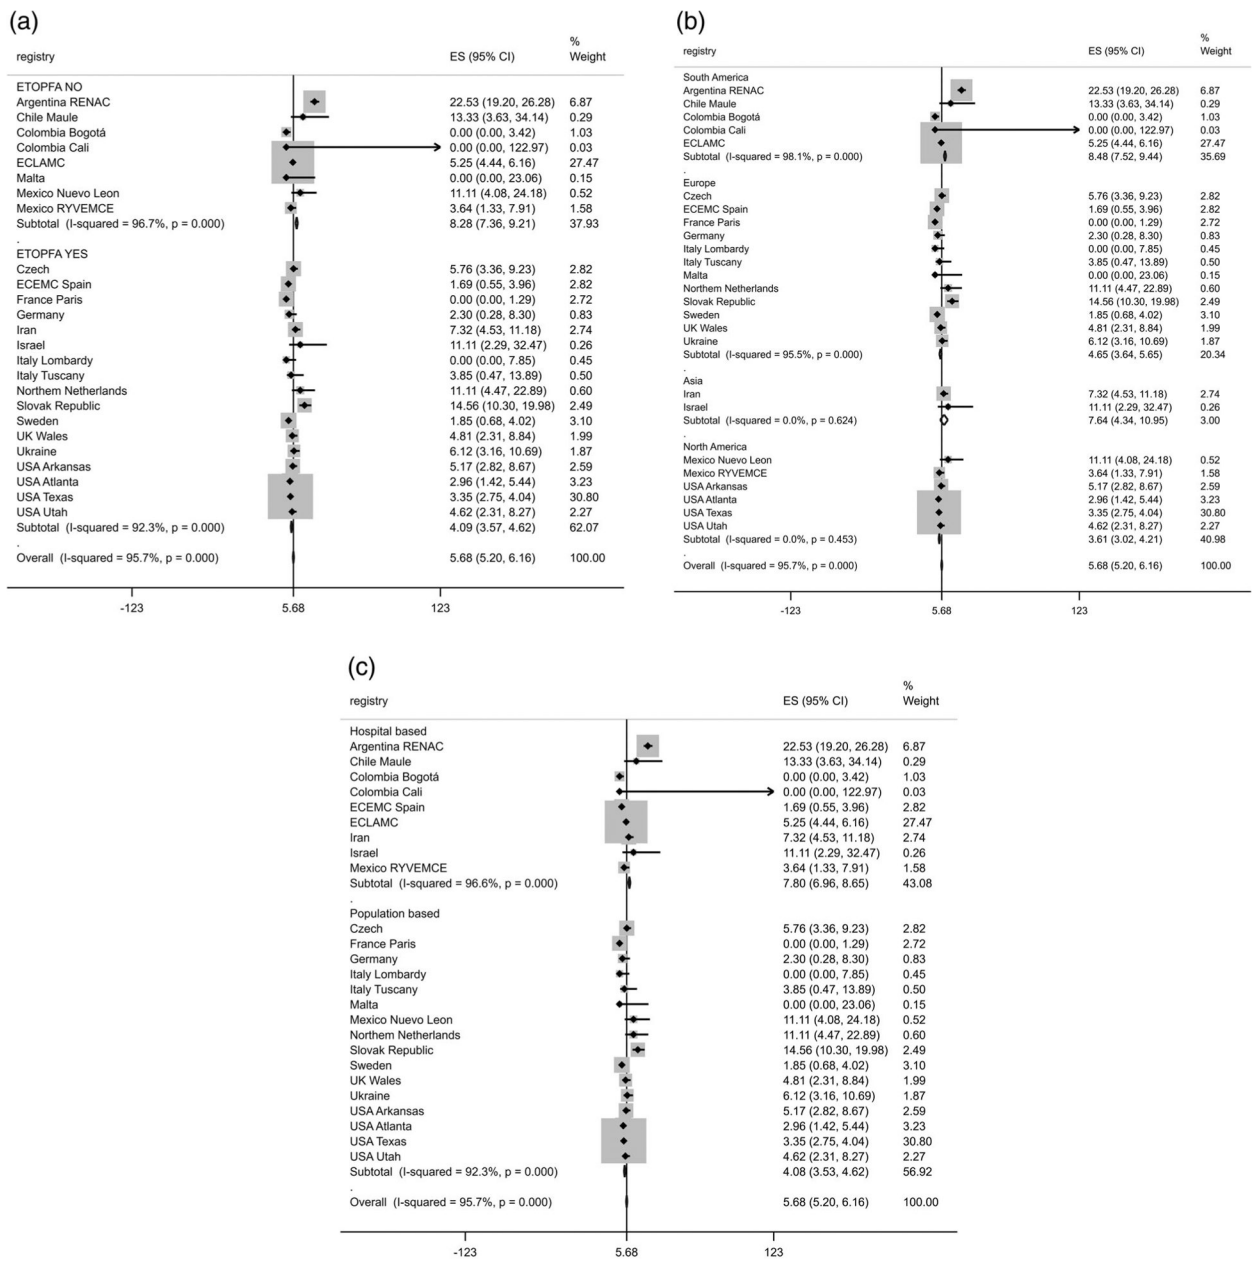 (a)
%
registry ES (95% CI) Weight
ETOPFA NO
Argentina RENAC 22.53 (19.20, 26.28) 6.87
Chile Maule 13.33 (3.63, 34.14) 0.29
Colombia Bogotá 0.00 (0.00, 3.42) 1.03
Colombia Cali 0.00 (0.00, 122.97) 0.03
ECLAMC 5.25 (4.44, 6.16) 27.47
Malta 0.00 (0.00, 23.06) 0.15
Mexico Nuevo Leon 11.11 (4.08, 24.18) 0.52
Mexico RYVEMCE 3.64 (1.33, 7.91) 1.58
Subtotal (I-squared = 96.7%, p = 0.000) 8.28 (7.36, 9.21) 37.93
.
ETOPFA YES
Czech 5.76 (3.36, 9.23) 2.82
ECEMC Spain 1.69 (0.55, 3.96) 2.82
France Paris 0.00 (0.00, 1.29) 2.72
Germany 2.30 (0.28, 8.30) 0.83
Iran 7.32 (4.53, 11.18) 2.74
Israel 11.11 (2.29, 32.47) 0.26
Italy Lombardy 0.00 (0.00, 7.85) 0.45
Italy Tuscany 3.85 (0.47, 13.89) 0.50
Northern Netherlands 11.11 (4.47, 22.89) 0.60
Slovak Republic 14.56 (10.30, 19.98) 2.49
Sweden 1.85 (0.68, 4.02) 3.10
UK Wales 4.81 (2.31, 8.84) 1.99
Ukraine 6.12 (3.16, 10.69) 1.87
USA Arkansas 5.17 (2.82, 8.67) 2.59
USA Atlanta 2.96 (1.42, 5.44) 3.23
USA Texas 3.35 (2.75, 4.04) 30.80
USA Utah 4.62 (2.31, 8.27) 2.27
Subtotal (I-squared = 92.3%, p = 0.000) 4.09 (3.57, 4.62) 62.07
.
Overall (I-squared = 95.7%, p = 0.000) 5.68 (5.20, 6.16) 100.00
-123 5.68 123
(b)
%
registry ES (95% CI) Weight
South America
Argentina RENAC 22.53 (19.20, 26.28) 6.87
Chile Maule 13.33 (3.63, 34.14) 0.29
Colombia Bogotá 0.00 (0.00, 3.42) 1.03
Colombia Cali 0.00 (0.00, 122.97) 0.03
ECLAMC 5.25 (4.44, 6.16) 27.47
Subtotal (I-squared = 98.1%, p = 0.000) 8.48 (7.52, 9.44) 35.69
.
Europe
Czech 5.76 (3.36, 9.23) 2.82
ECEMC Spain 1.69 (0.55, 3.96) 2.82
France Paris 0.00 (0.00, 1.29) 2.72
Germany 2.30 (0.28, 8.30) 0.83
Italy Lombardy 0.00 (0.00, 7.85) 0.45
Italy Tuscany 3.85 (0.47, 13.89) 0.50
Malta 0.00 (0.00, 23.06) 0.15
Northern Netherlands 11.11 (4.47, 22.89) 0.60
Slovak Republic 14.56 (10.30, 19.98) 2.49
Sweden 1.85 (0.68, 4.02) 3.10
UK Wales 4.81 (2.31, 8.84) 1.99
Ukraine 6.12 (3.16, 10.69) 1.87
Subtotal (I-squared = 95.5%, p = 0.000) 4.65 (3.64, 5.65) 20.34
.
Asia
Iran 7.32 (4.53, 11.18) 2.74
Israel 11.11 (2.29, 32.47) 0.26
Subtotal (I-squared = 0.0%, p = 0.624) 7.64 (4.34, 10.95) 3.00
.
North America
Mexico Nuevo Leon 11.11 (4.08, 24.18) 0.52
Mexico RYVEMCE 3.64 (1.33, 7.91) 1.58
USA Arkansas 5.17 (2.82, 8.67) 2.59
USA Atlanta 2.96 (1.42, 5.44) 3.23
USA Texas 3.35 (2.75, 4.04) 30.80
USA Utah 4.62 (2.31, 8.27) 2.27
Subtotal (I-squared = 0.0%, p = 0.453) 3.61 (3.02, 4.21) 40.98
.
Overall (I-squared = 95.7%, p = 0.000) 5.68 (5.20, 6.16) 100.00
-123 5.68 123
(c)
%
registry ES (95% CI) Weight
Hospital based
Argentina RENAC 22.53 (19.20, 26.28) 6.87
Chile Maule 13.33 (3.63, 34.14) 0.29
Colombia Bogotá 0.00 (0.00, 3.42) 1.03
Colombia Cali 0.00 (0.00, 122.97) 0.03
ECEMC Spain 1.69 (0.55, 3.96) 2.82
ECLAMC 5.25 (4.44, 6.16) 27.47
Iran 7.32 (4.53, 11.18) 2.74
Israel 11.11 (2.29, 32.47) 0.26
Mexico RYVEMCE 3.64 (1.33, 7.91) 1.58
Subtotal (I-squared = 96.6%, p = 0.000) 7.80 (6.96, 8.65) 43.08
.
Population based
Czech 5.76 (3.36, 9.23) 2.82
France Paris 0.00 (0.00, 1.29) 2.72
Germany 2.30 (0.28, 8.30) 0.83
Italy Lombardy 0.00 (0.00, 7.85) 0.45
Italy Tuscany 3.85 (0.47, 13.89) 0.50
Malta 0.00 (0.00, 23.06) 0.15
Mexico Nuevo Leon 11.11 (4.08, 24.18) 0.52
Northern Netherlands 11.11 (4.47, 22.89) 0.60
Slovak Republic 14.56 (10.30, 19.98) 2.49
Sweden 1.85 (0.68, 4.02) 3.10
UK Wales 4.81 (2.31, 8.84) 1.99
Ukraine 6.12 (3.16, 10.69) 1.87
USA Arkansas 5.17 (2.82, 8.67) 2.59
USA Atlanta 2.96 (1.42, 5.44) 3.23
USA Texas 3.35 (2.75, 4.04) 30.80
USA Utah 4.62 (2.31, 8.27) 2.27
Subtotal (I-squared = 92.3%, p = 0.000) 4.08 (3.53, 4.62) 56.92
.
Overall (I-squared = 95.7%, p = 0.000) 5.68 (5.20, 6.16) 100.00
-123 5.68 123